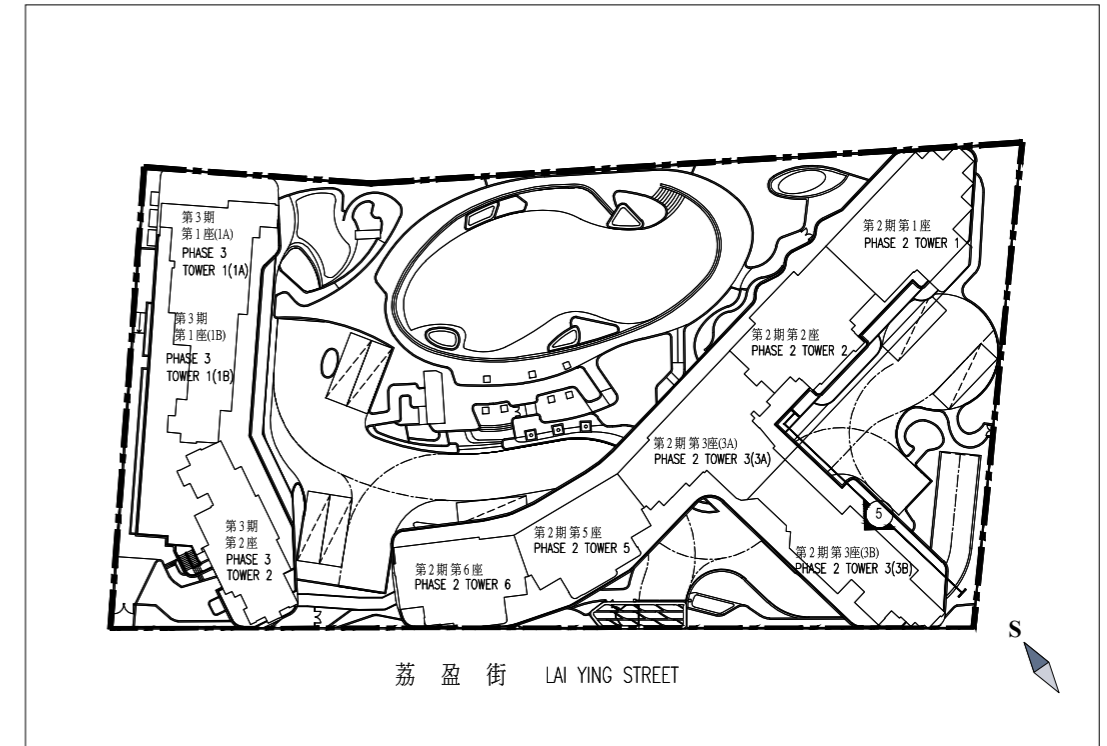 第2期第1座
PHASE 2 TOWER 1
第3期
第1座(1A)
PHASE 3
TOWER 1(1A)
第3期
第1座(1B)
PHASE 3
TOWER 1(1B)
第2期第2座
PHASE 2 TOWER 2
第2期第3座(3A)
PHASE 2 TOWER 3(3A)
5
第3期
第2座
PHASE 3
TOWER 2
第2期第5座
PHASE 2 TOWER 5
第2期第3座(3B)
PHASE 2 TOWER 3(3B)
第2期第6座
PHASE 2 TOWER 6
S
荔盈街 LAI YING STREET